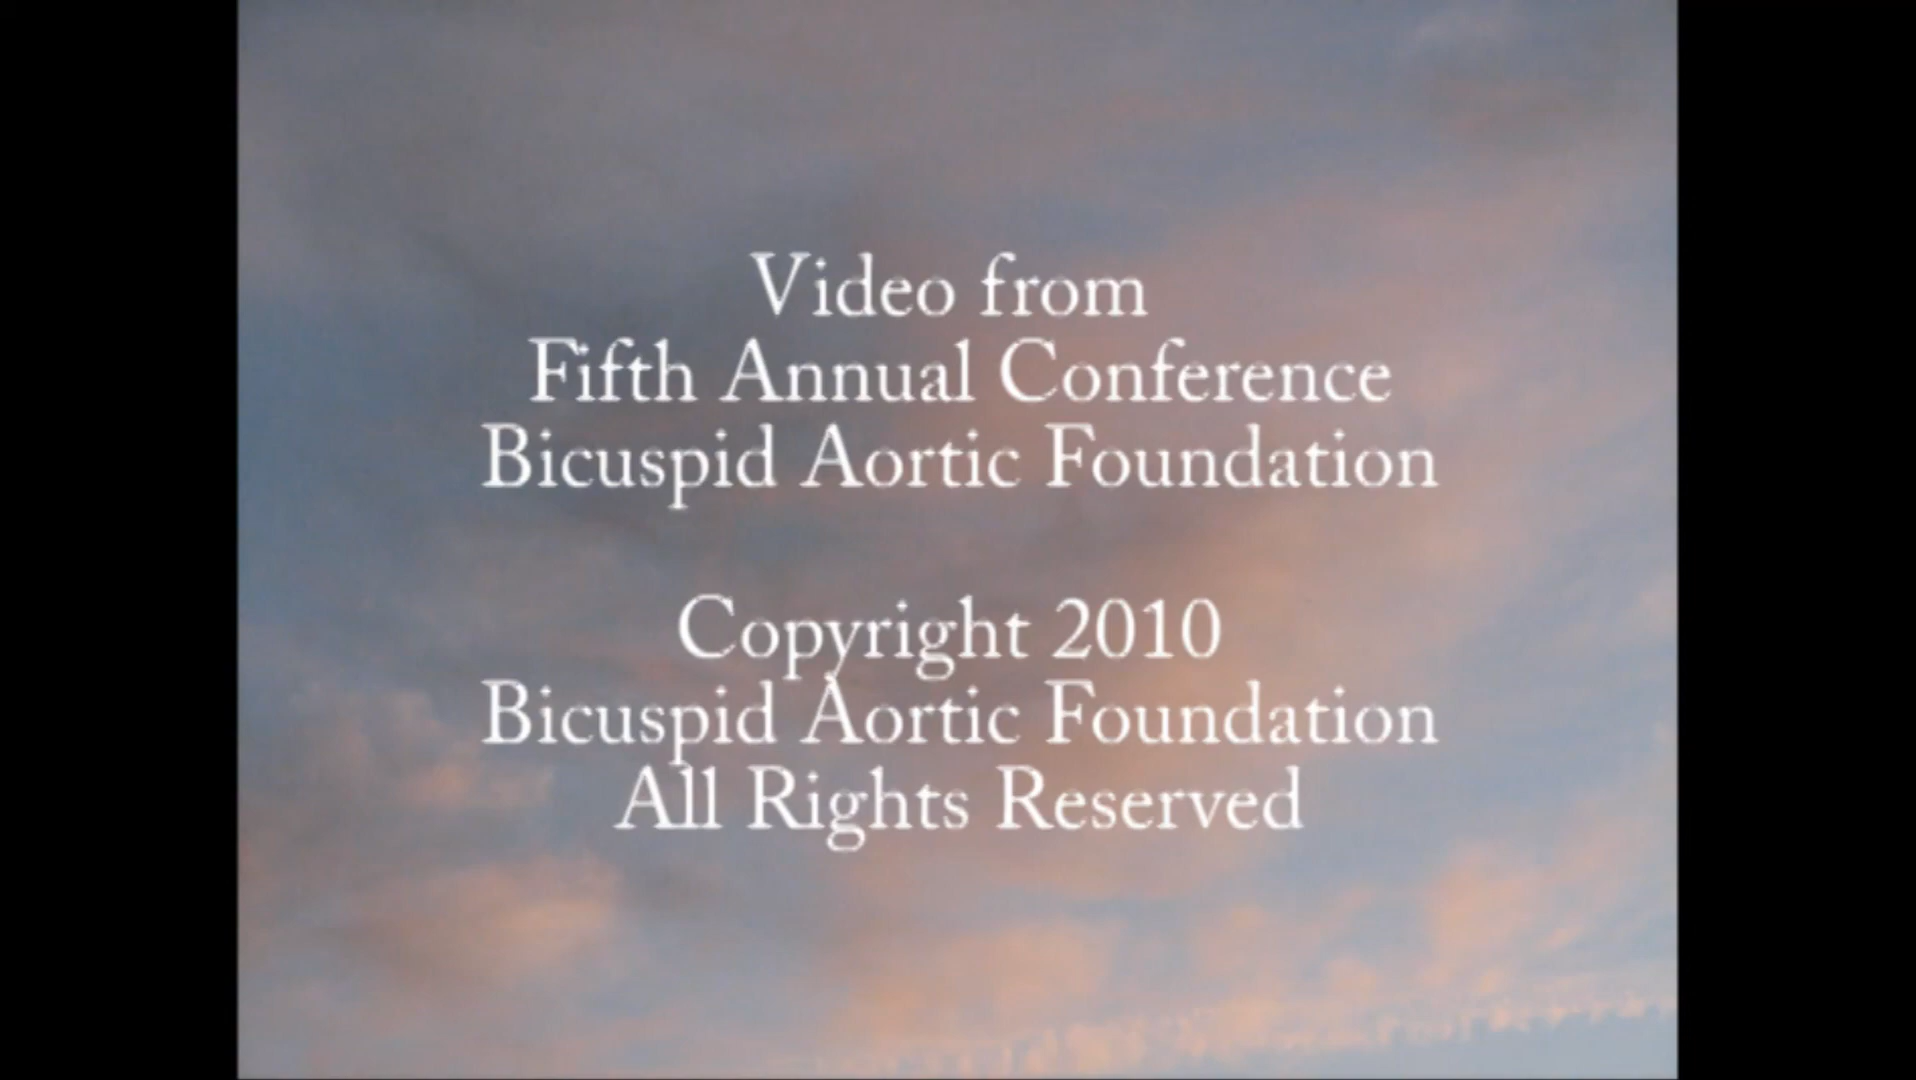 Video from
Fifth Annual Conference
Bicuspid Aortic Foundation
Copyright 2010
Bicuspid Aortic Foundation
All Rights Reserved